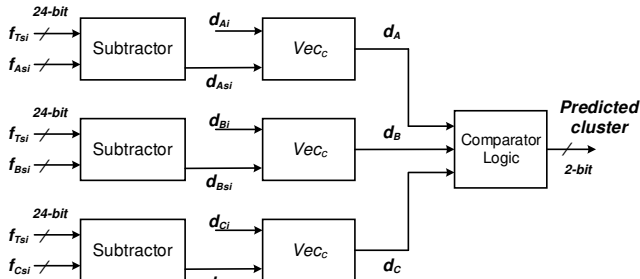 24-bit
f_Tsi
f_Asi
Subtractor
d_Ai
d_Asi
Vec_c
d_A
24-bit
f_Tsi
f_Bsi
Subtractor
d_Bi
d_Bsi
Vec_c
d_B
Comparator
Logic
Predicted
cluster
2-bit
24-bit
f_Tsi
f_Csi
Subtractor
d_Ci
Vec_c
d_C